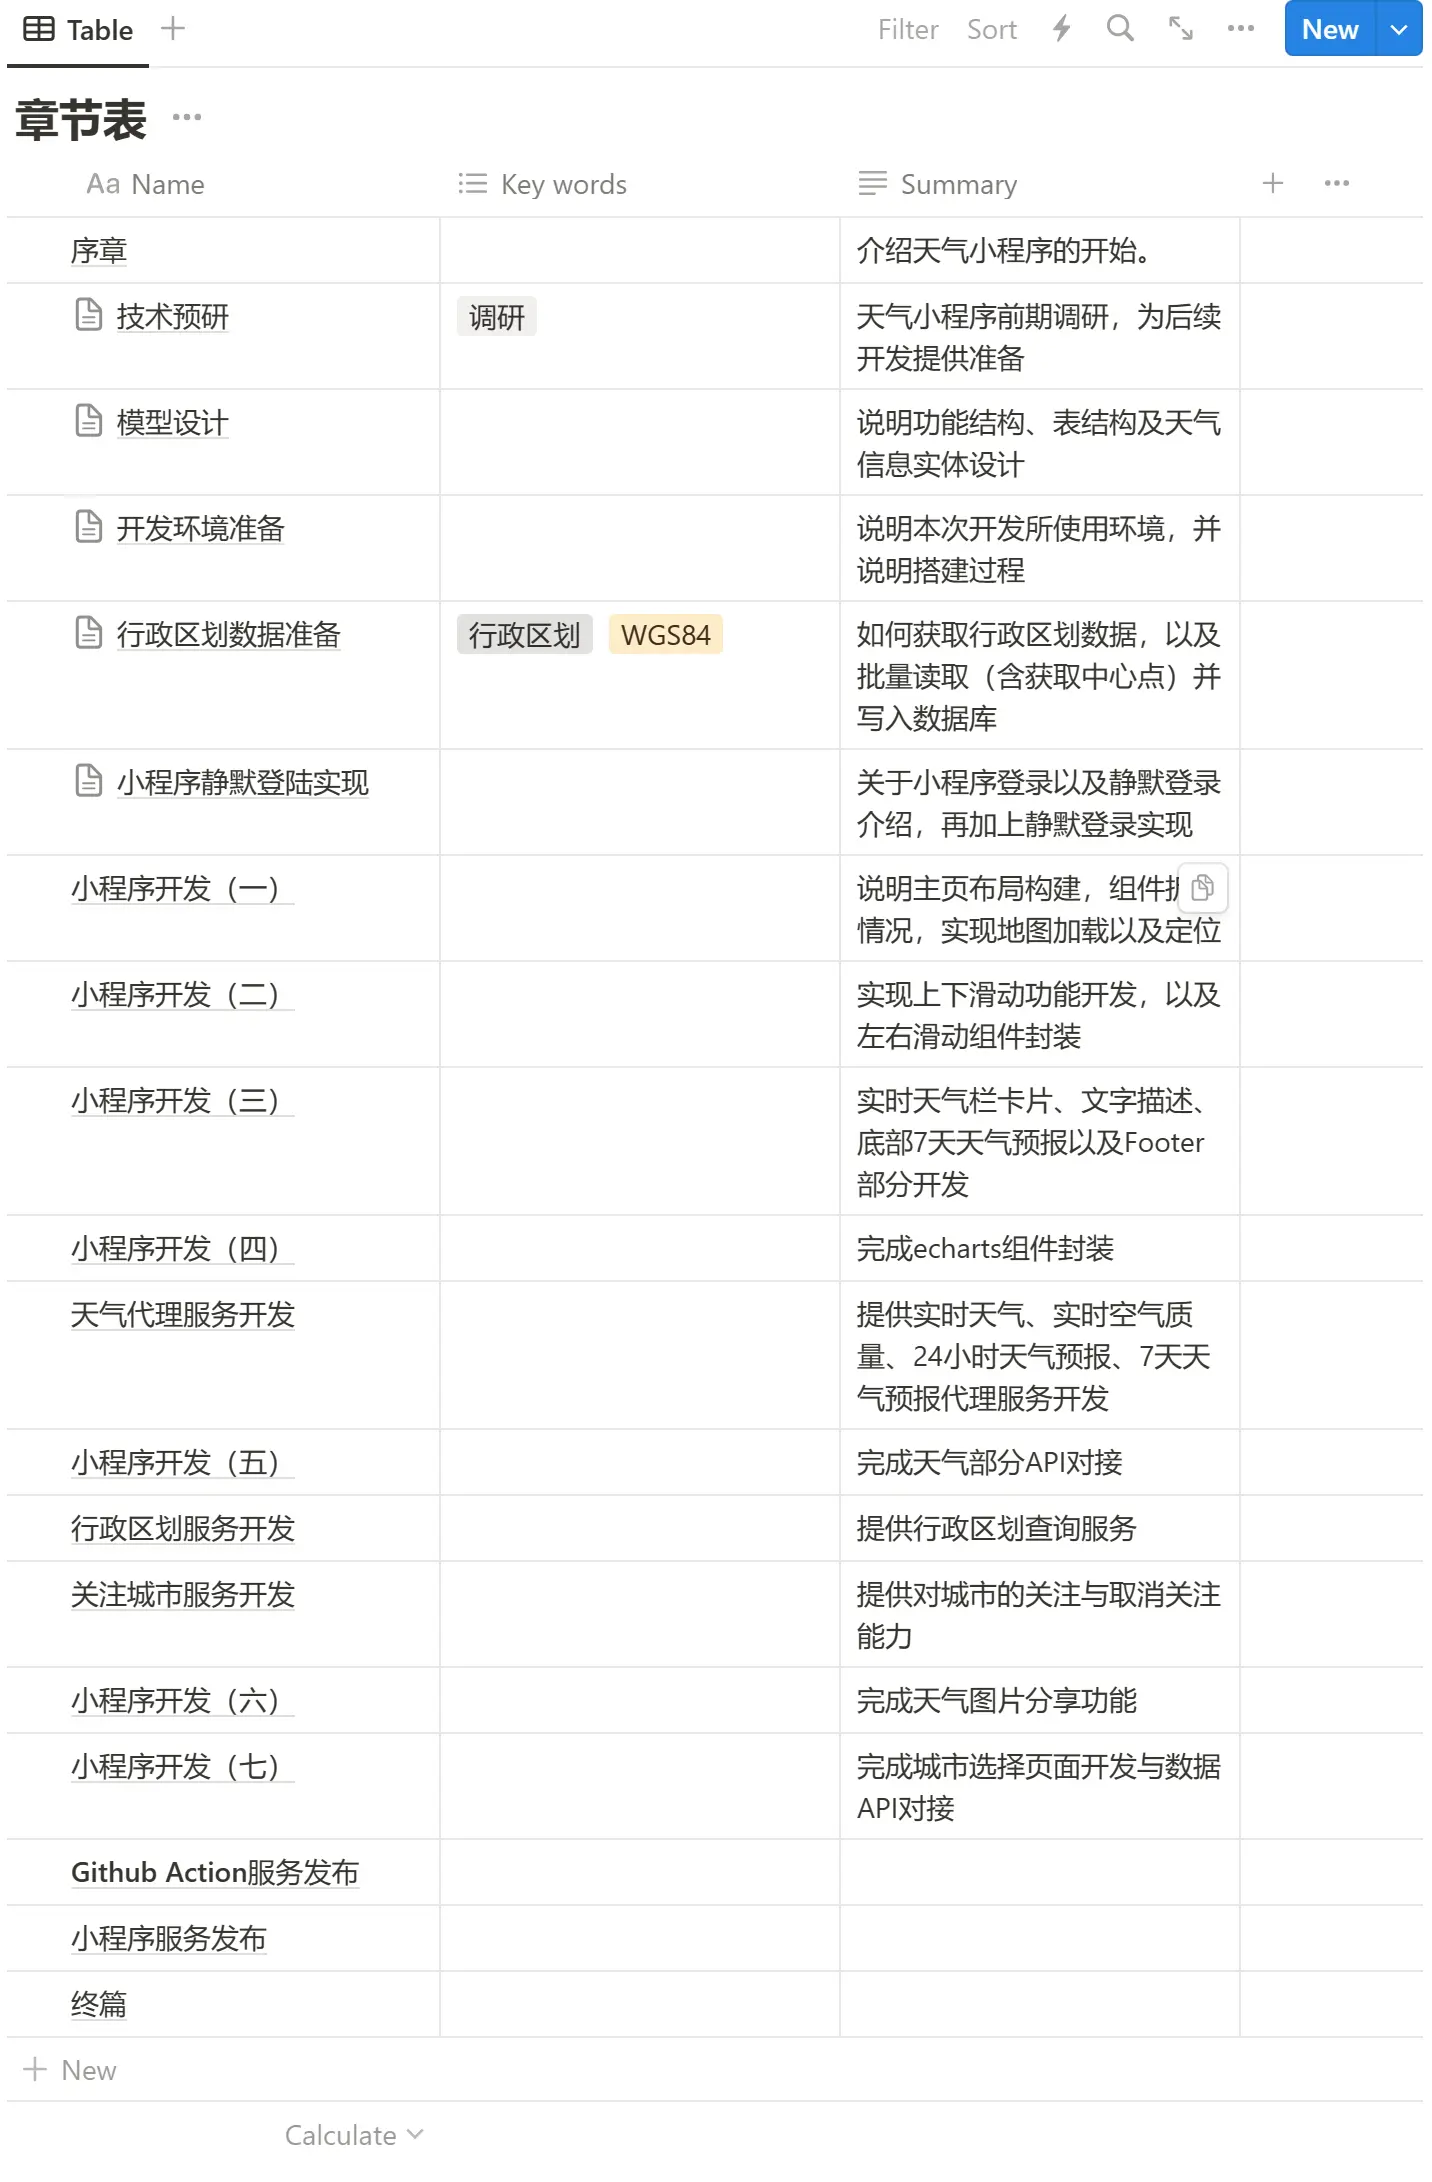 Table
Filter Sort
New
章节表
Aa Name Key words Summary
序章 介绍天气小程序的开始。
技术预研 调研 天气小程序前期调研，为后续
开发提供准备
模型设计 说明功能结构、表结构及天气
信息实体设计
开发环境准备 说明本次开发所使用环境，并
说明搭建过程
行政区划数据准备 行政区划 WGS84 如何获取行政区划数据，以及
批量读取（含获取中心点）并
写入数据库
小程序静默登陆实现 关于小程序登录以及静默登录
介绍，再加上静默登录实现
小程序开发（一） 说明主页布局构建，组件
情况，实现地图加载以及定位
小程序开发（二） 实现上下滑动功能开发，以及
左右滑动组件封装
小程序开发（三） 实时天气栏卡片、文字描述、
底部7天天气预报以及Footer
部分开发
小程序开发（四） 完成echarts组件封装
天气代理服务开发 提供实时天气、实时空气质
量、24小时天气预报、7天天
气预报代理服务开发
小程序开发（五） 完成天气部分API对接
行政区划服务开发 提供行政区划查询服务
关注城市服务开发 提供对城市的关注与取消关注
能力
小程序开发（六） 完成天气图片分享功能
小程序开发（七） 完成城市选择页面开发与数据
API对接
Github Action服务发布
小程序服务发布
终篇
New
Calculate